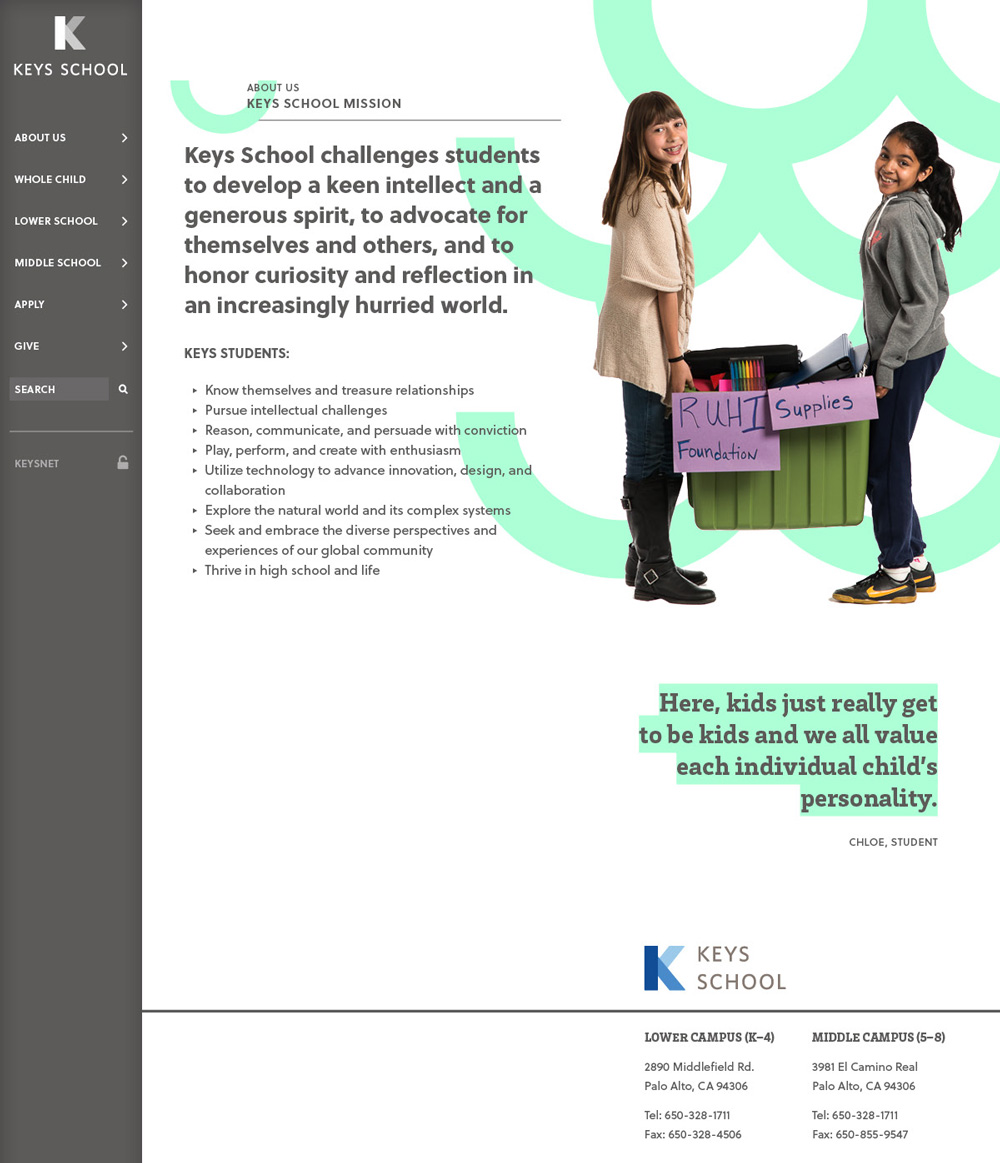 KEYS SCHOOL
ABOUT US
WHOLE CHILD
LOWER SCHOOL
MIDDLE SCHOOL
APPLY
GIVE
SEARCH
KEYSNET
ABOUT US
KEYS SCHOOL MISSION
Keys School challenges students
to develop a keen intellect and a
generous spirit, to advocate for
themselves and others, and to
honor curiosity and reflection in
an increasingly hurried world.
KEYS STUDENTS:
‣ Know themselves and treasure relationships
‣ Pursue intellectual challenges
‣ Reason, communicate, and persuade with conviction
‣ Play, perform, and create with enthusiasm
‣ Utilize technology to advance innovation, design, and
collaboration
‣ Explore the natural world and its complex systems
‣ Seek and embrace the diverse perspectives and
experiences of our global community
‣ Thrive in high school and life
RUHI
Foundation
Supplies
Here, kids just really get
to be kids and we all value
each individual child's
personality.
CHLOE, STUDENT
KEYS
SCHOOL
LOWER CAMPUS (K–4)
2890 Middlefield Rd.
Palo Alto, CA 94306
Tel: 650-328-1711
Fax: 650-328-4506
MIDDLE CAMPUS (5–8)
3981 El Camino Real
Palo Alto, CA 94306
Tel: 650-328-1711
Fax: 650-855-9547